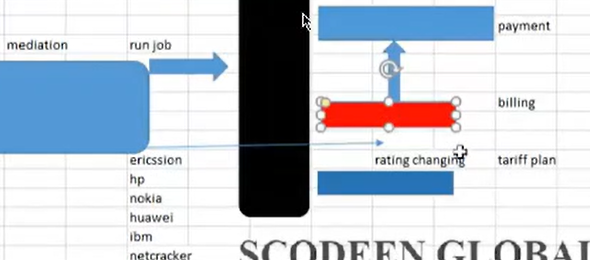 payment
mediation
run job
billing
ericssion
rating changing
tariff plan
hp
nokia
huawei
ibm
netcracker
SCODEEN GLOBAL